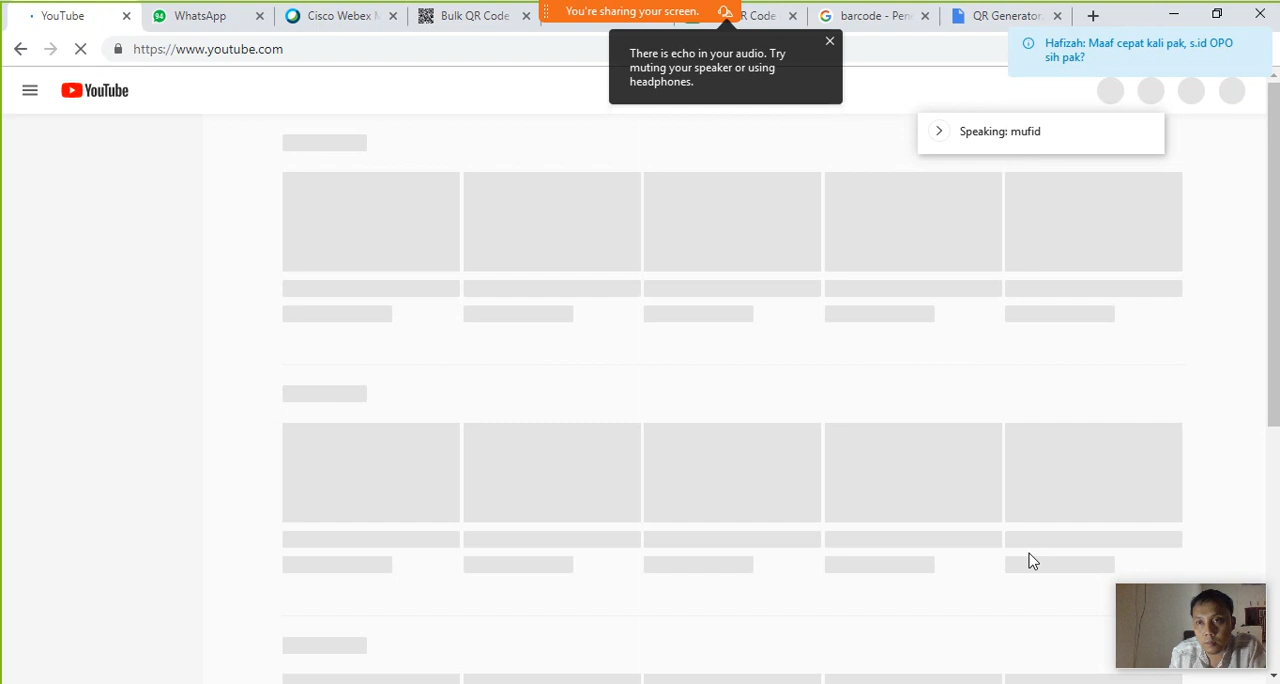 YouTube
94
WhatsApp
Cisco Webex M
Bulk QR Code
R Code
barcode - Pen
QR Generator
You're sharing your screen.
https://www.youtube.com
There is echo in your audio. Try
muting your speaker or using
headphones.
Hafizah: Maaf cepat kali pak, s.id OPO
sih pak?
YouTube
Speaking: mufid